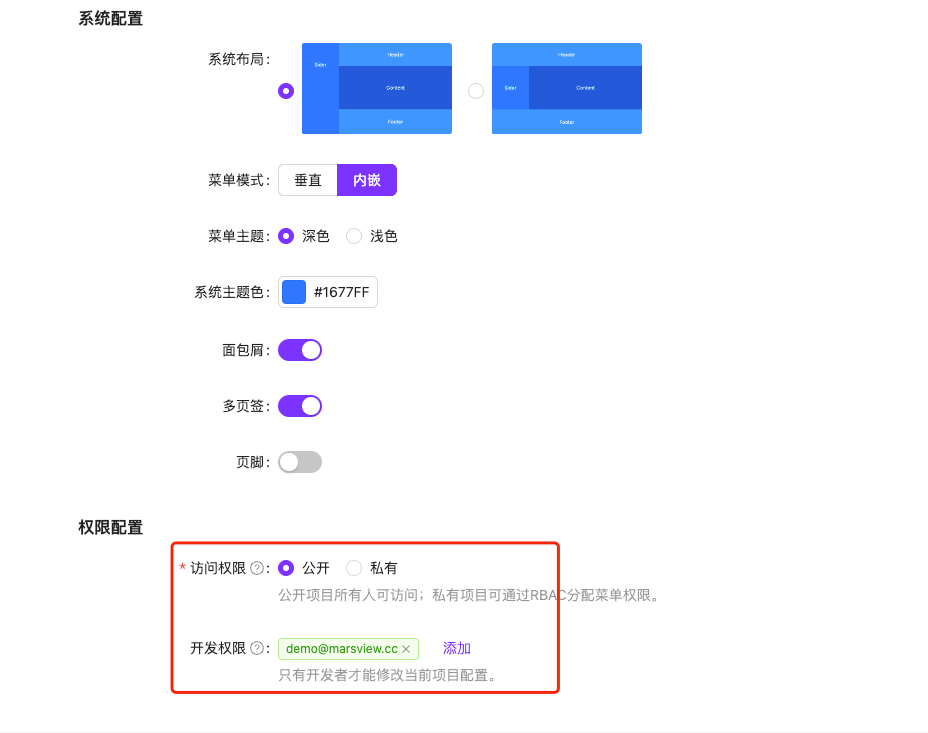 系统配置
系统布局:
Sider
Header
Content
Footer
Header
Sider
Content
Footer
菜单模式:
垂直
内嵌
菜单主题:
深色
浅色
系统主题色:
#1677FF
面包屑:
多页签:
页脚:
权限配置
* 访问权限 ? :
公开
私有
公开项目所有人可访问；私有项目可通过RBAC分配菜单权限。
开发权限 ? :
demo@marsview.cc ×
添加
只有开发者才能修改当前项目配置。